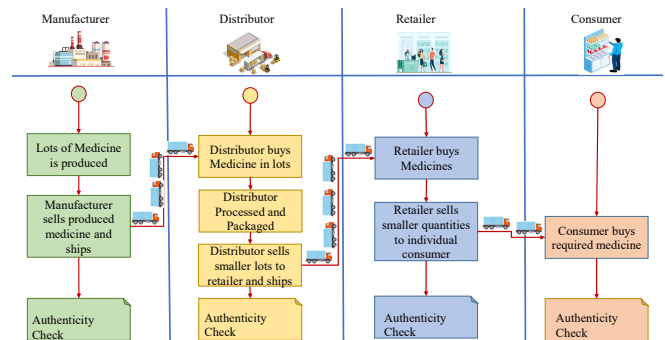 Manufacturer
Distributor
Retailer
Consumer
Lots of Medicine
is produced
Manufacturer
sells produced
medicine and
ships
Authenticity
Check
Distributor buys
Medicine in lots
Distributor
Processed and
Packaged
Distributor sells
smaller lots to
retailer and ships
Authenticity
Check
Retailer buys
Medicines
Retailer sells
smaller quantities
to individual
consumer
Authenticity
Check
Consumer buys
required medicine
Authenticity
Check